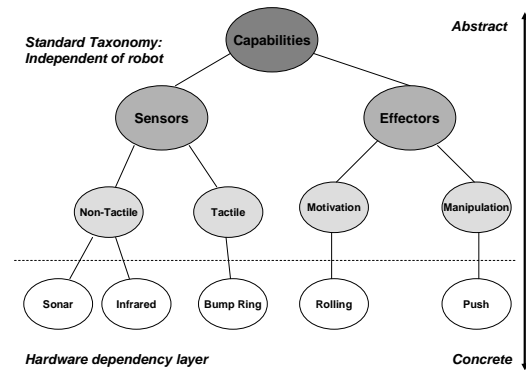 Standard Taxonomy:
Independent of robot
Capabilities
Abstract
Sensors
Effectors
Non-Tactile
Tactile
Motivation
Manipulation
Sonar
Infrared
Bump Ring
Rolling
Push
Hardware dependency layer
Concrete